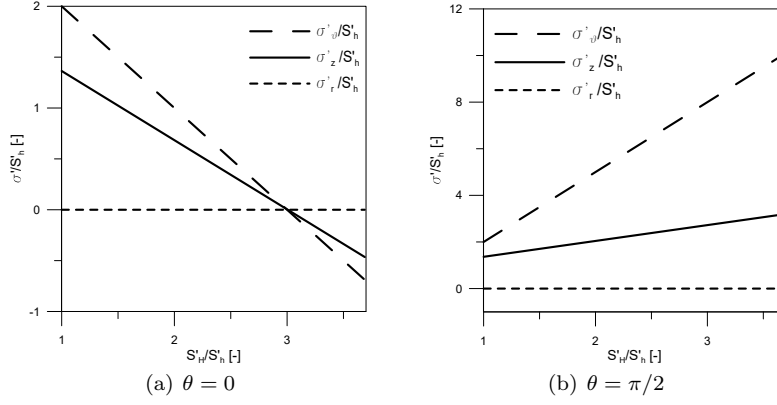 2
1
0
-1
σ'/S'h [-]
σ'ϑ/S'h
σ'z/S'h
σ'r/S'h
1
2
3
S'H/S'h [-]
(a) θ = 0
12
8
4
0
σ'/S'h [-]
σ'ϑ/S'h
σ'z/S'h
σ'r/S'h
1
2
3
S'H/S'h [-]
(b) θ = π/2